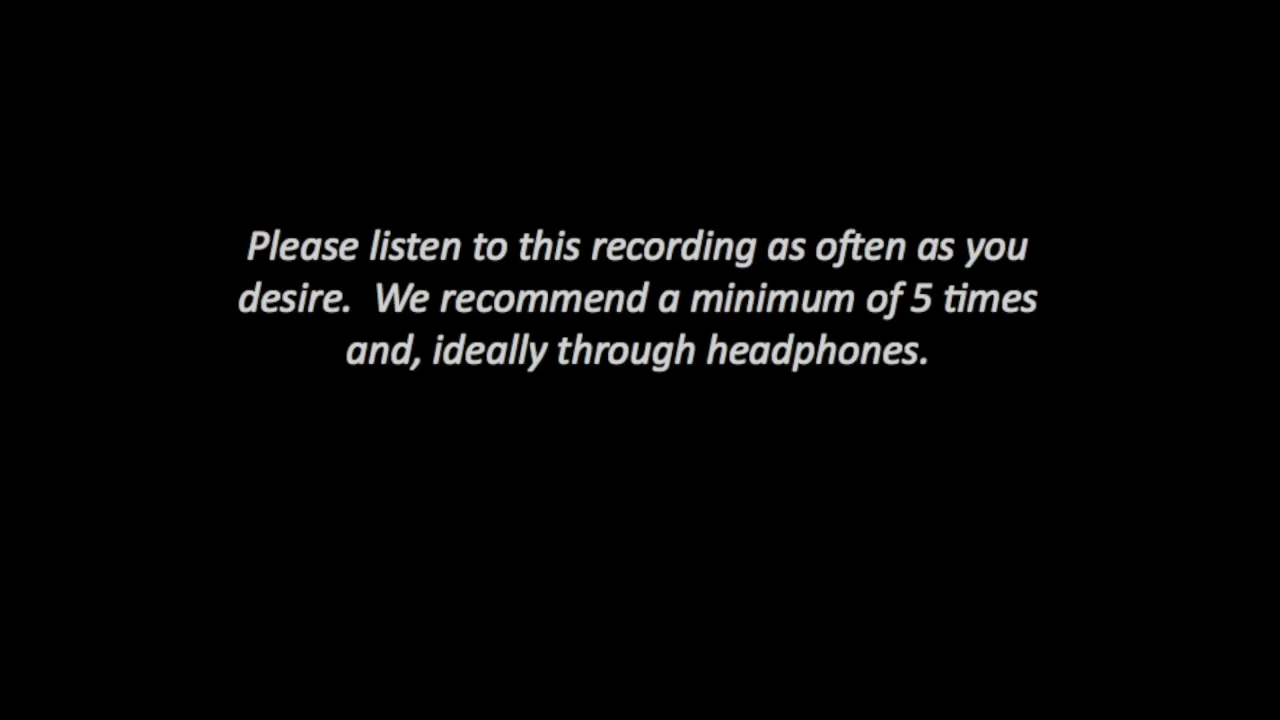 Please listen to this recording as often as you
desire.  We recommend a minimum of 5 times
and, ideally through headphones.